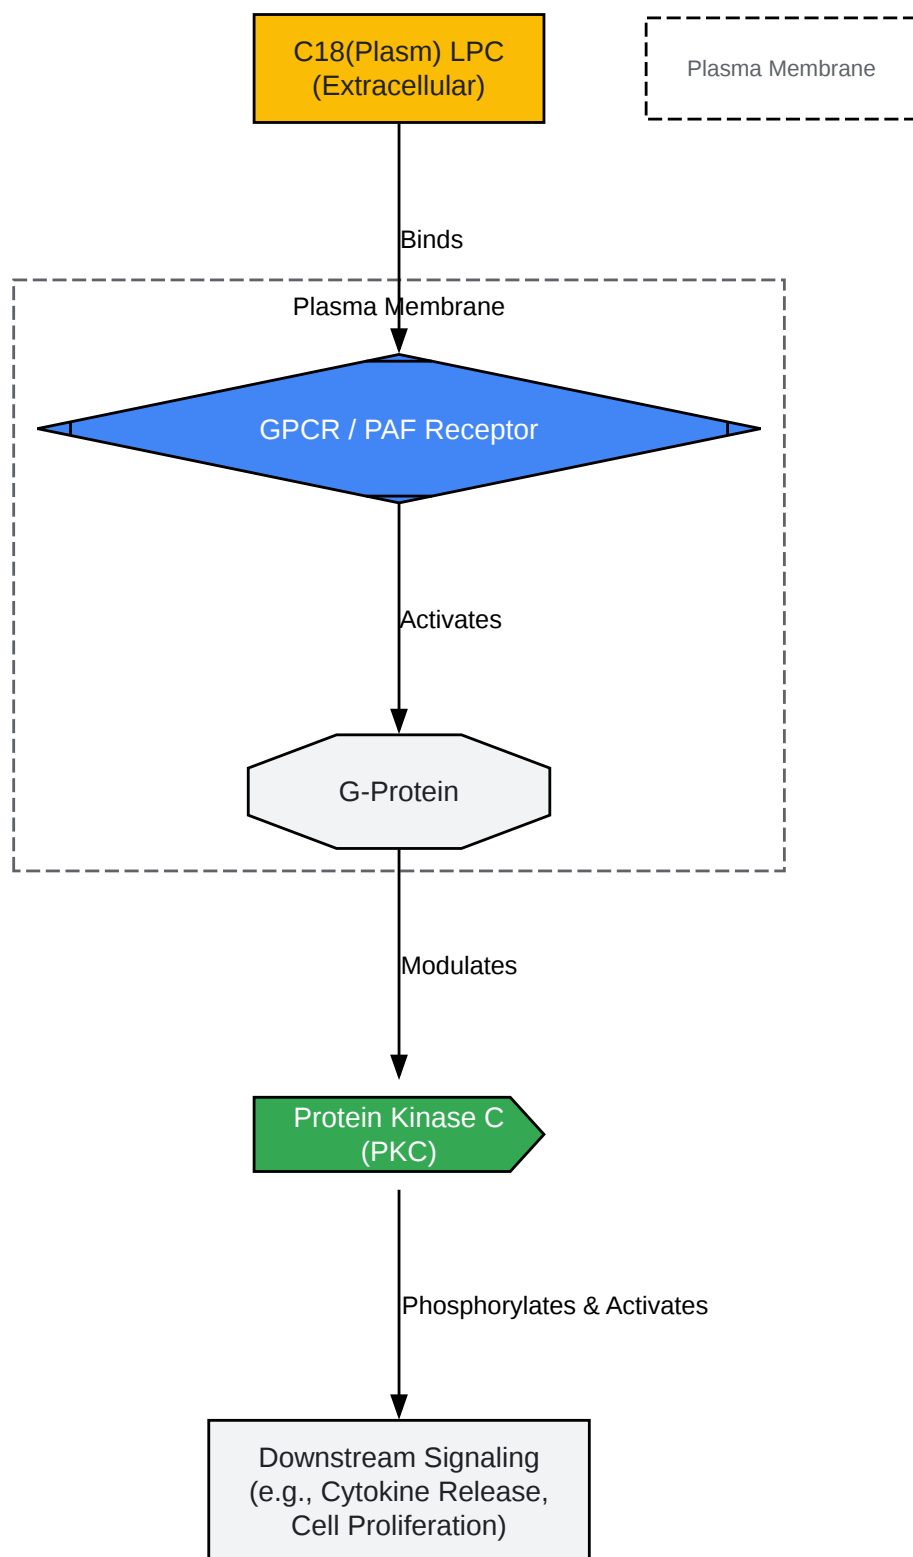 C18(Plasm) LPC
(Extracellular)
Plasma Membrane
Binds
Plasma Membrane
GPCR / PAF Receptor
Activates
G-Protein
Modulates
Protein Kinase C
(PKC)
Phosphorylates & Activates
Downstream Signaling
(e.g., Cytokine Release,
Cell Proliferation)